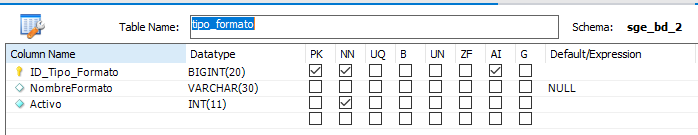 Table Name: tipo_formato Schema: sge_bd_2
Column Name Datatype PK NN UQ B UN ZF AI G Default/Expression
ID_Tipo_Formato BIGINT(20)
NombreFormato VARCHAR(30) NULL
Activo INT(11)